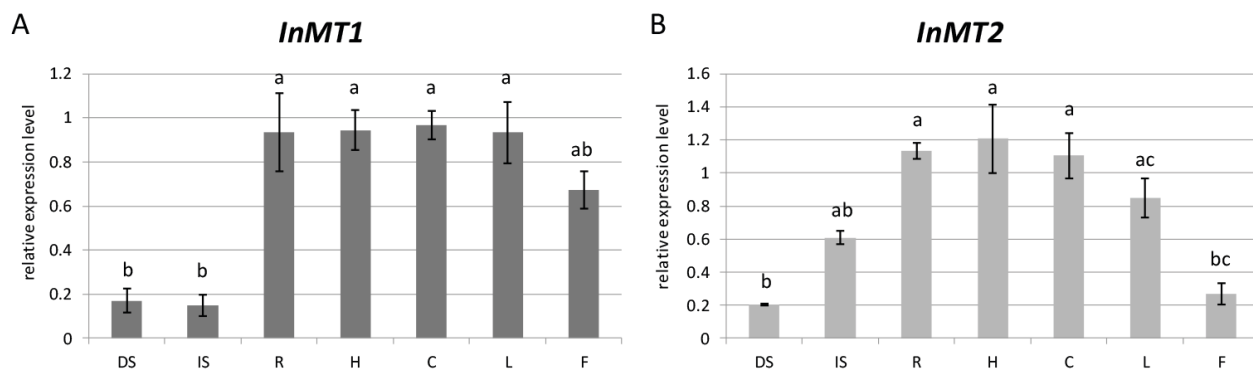 A
InMT1
relative expression level
1.2
1
0.8
0.6
0.4
0.2
0
b
b
a
a
a
a
ab
DS IS R H C L F
B
InMT2
relative expression level
1.6
1.4
1.2
1
0.8
0.6
0.4
0.2
0
b
ab
a
a
a
ac
bc
DS IS R H C L F